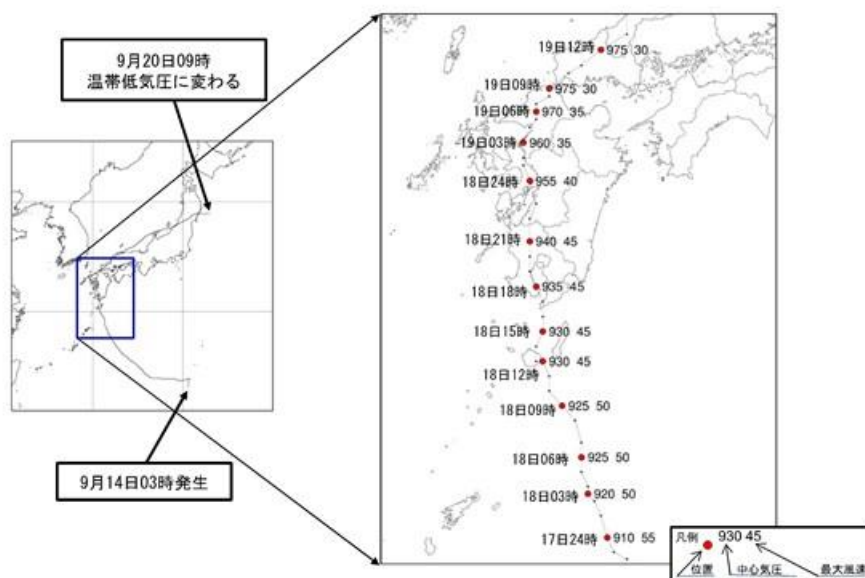 9月20日09時
温帯低気圧に変わる
9月14日03時発生
19日12時 975 30
19日09時 975 30
19日06時 970 35
19日03時 960 35
18日24時 955 40
18日21時 940 45
18日18時 935 45
18日15時 930 45
18日12時 930 45
18日09時 925 50
18日06時 925 50
18日03時 920 50
17日24時 910 55
凡例 930 45
位置 中心気圧 最大風速